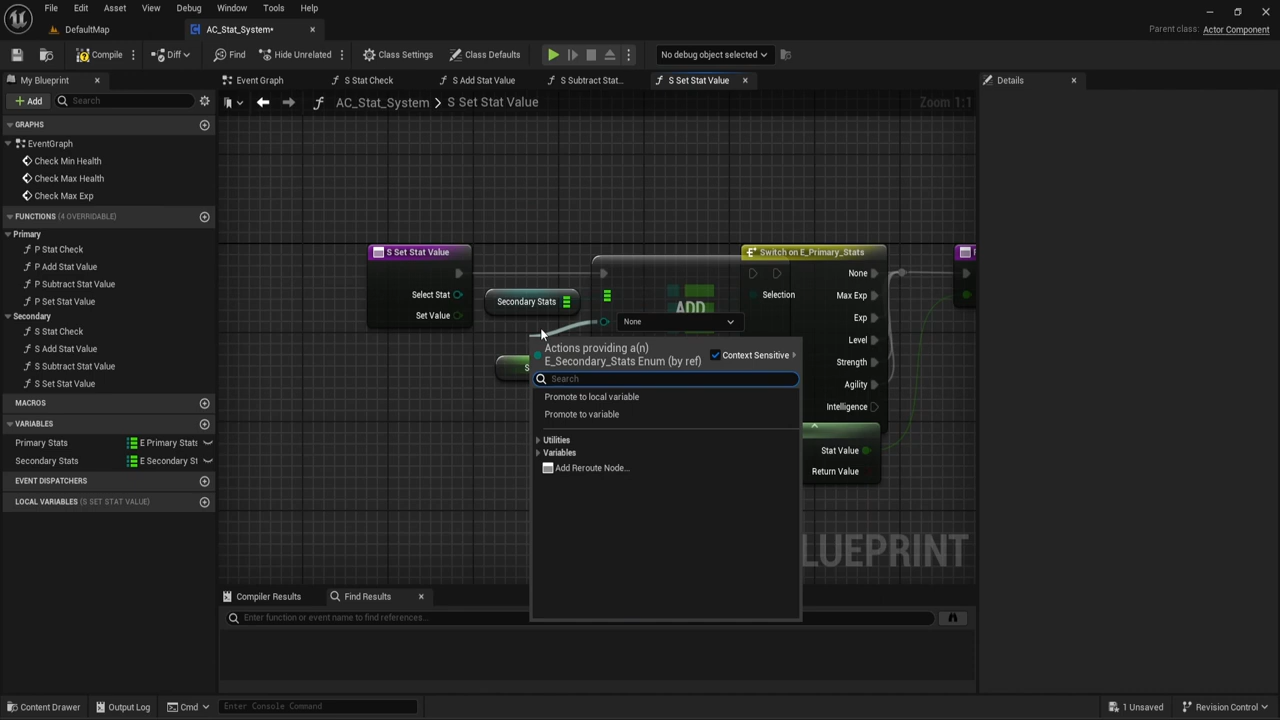 File Edit Asset View Debug Window Tools Help
DefaultMap
AC_Stat_System*
Parent class: Actor Component
Compile
Diff
Find
Hide Unrelated
Class Settings
Class Defaults
No debug object selected
My Blueprint
Event Graph
S Stat Check
S Add Stat Value
S Subtract Stat...
S Set Stat Value
Details
Add
Search
AC_Stat_System > S Set Stat Value
Zoom 1:1
GRAPHS
EventGraph
Check Min Health
Check Max Health
Check Max Exp
FUNCTIONS (4 OVERRIDABLE)
Primary
P Stat Check
P Add Stat Value
P Subtract Stat Value
P Set Stat Value
Secondary
S Stat Check
S Add Stat Value
S Subtract Stat Value
S Set Stat Value
MACROS
VARIABLES
Primary Stats E Primary Stats
Secondary Stats E Secondary St
EVENT DISPATCHERS
LOCAL VARIABLES (S SET STAT VALUE)
S Set Stat Value
Select Stat
Set Value
Secondary Stats
ADD
None
Switch on E_Primary_Stats
Selection
None
Max Exp
Exp
Level
Strength
Agility
Intelligence
Stat Value
Return Value
Actions providing a(n)
E_Secondary_Stats Enum (by ref)
Context Sensitive
Search
Promote to local variable
Promote to variable
Utilities
Variables
Add Reroute Node...
LUEPRINT
Compiler Results
Find Results
Enter function or event name to find references...
Content Drawer
Output Log
Cmd
Enter Console Command
1 Unsaved
Revision Control